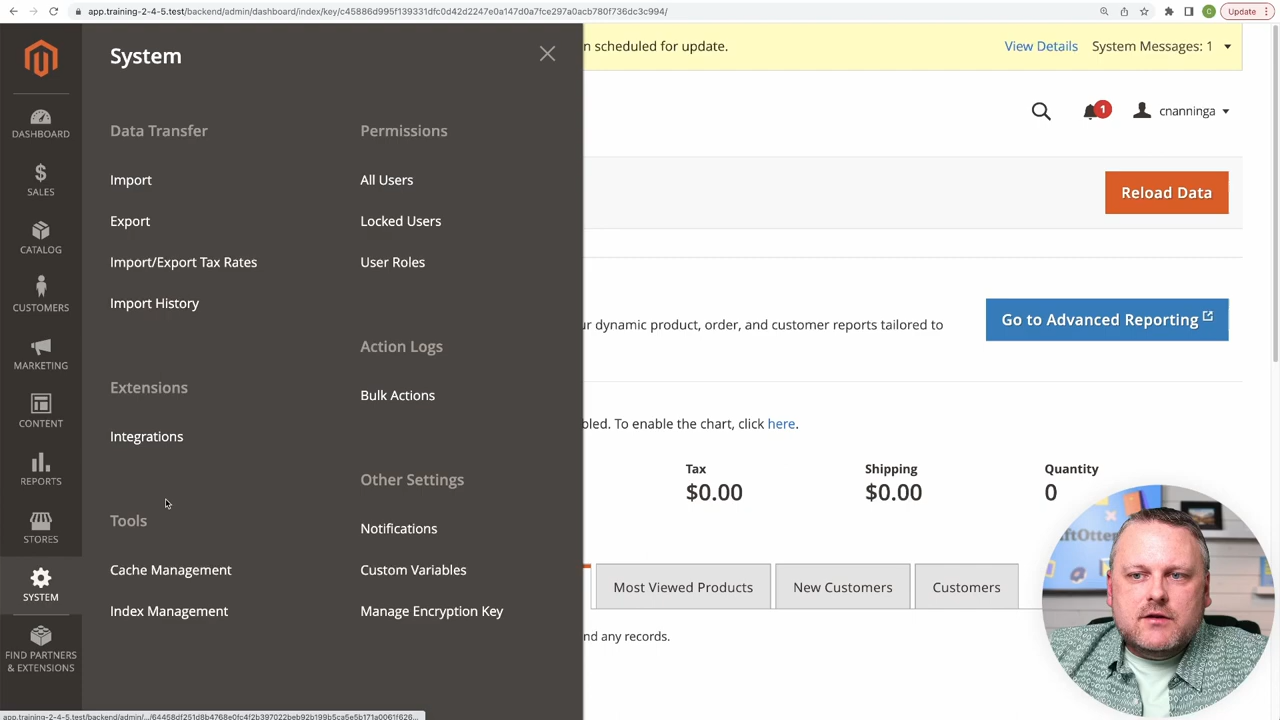 app.training-2-4-5.test/backend/admin/dashboard/index/key/c45886d995f139331dfc0d42d2247e0a147d0a7fce297a0acb780f736dc3c994/
Update
System
n scheduled for update.
View Details
System Messages: 1
DASHBOARD
SALES
CATALOG
CUSTOMERS
MARKETING
CONTENT
REPORTS
STORES
SYSTEM
FIND PARTNERS
& EXTENSIONS
Data Transfer
Import
Export
Import/Export Tax Rates
Import History
Extensions
Integrations
Tools
Cache Management
Index Management
Permissions
All Users
Locked Users
User Roles
Action Logs
Bulk Actions
Other Settings
Notifications
Custom Variables
Manage Encryption Key
1
cnanninga
Reload Data
ur dynamic product, order, and customer reports tailored to
Go to Advanced Reporting
bled. To enable the chart, click here.
Tax
$0.00
Shipping
$0.00
Quantity
0
Most Viewed Products
New Customers
Customers
nd any records.